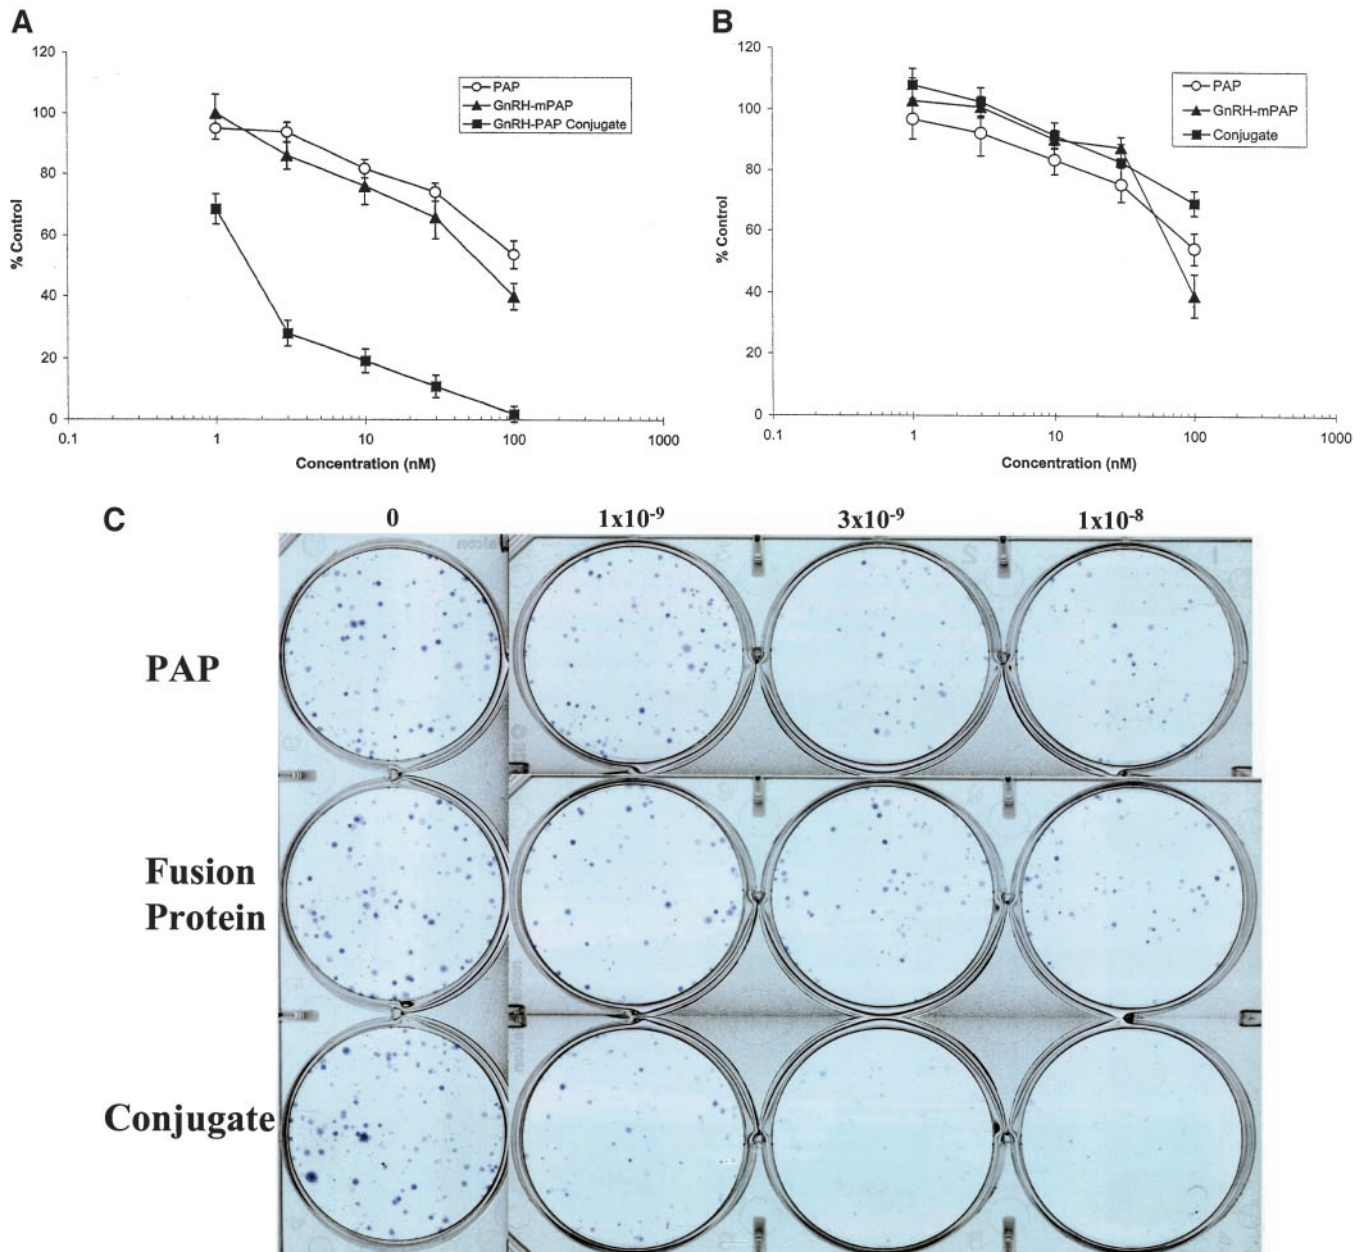 A
120
100
80
60
40
20
0
% Control
0.1 1 10 100 1000
Concentration (nM)
PAP
GnRH-mPAP
GnRH-PAP Conjugate
B
120
100
80
60
40
20
0
% Control
0.1 1 10 100 1000
Concentration (nM)
PAP
GnRH-mPAP
Conjugate
C
0 1x10⁻⁹ 3x10⁻⁹ 1x10⁻⁸
PAP
Fusion
Protein
Conjugate